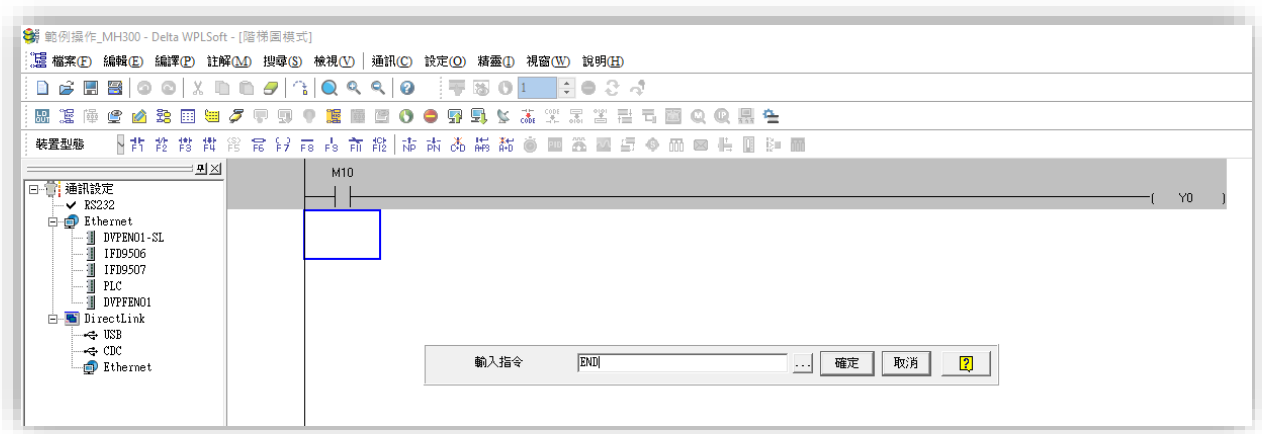 範例操作_MH300 - Delta WPLSoft - [階梯圖模式]
檔案(F) 編輯(E) 編譯(P) 註解(M) 搜尋(S) 檢視(V) 通訊(C) 設定(O) 精靈(I) 視窗(W) 說明(H)
1
裝置型態 F1 F2 F3 F4 F5 F6 F7 F8 F9 F11 F12 NP PN
通訊設定
RS232
Ethernet
DVPEN01-SL
IFD9506
IFD9507
PLC
DVPFEN01
DirectLink
USB
CDC
Ethernet
M10
Y0
輸入指令 END ... 確定 取消 ?